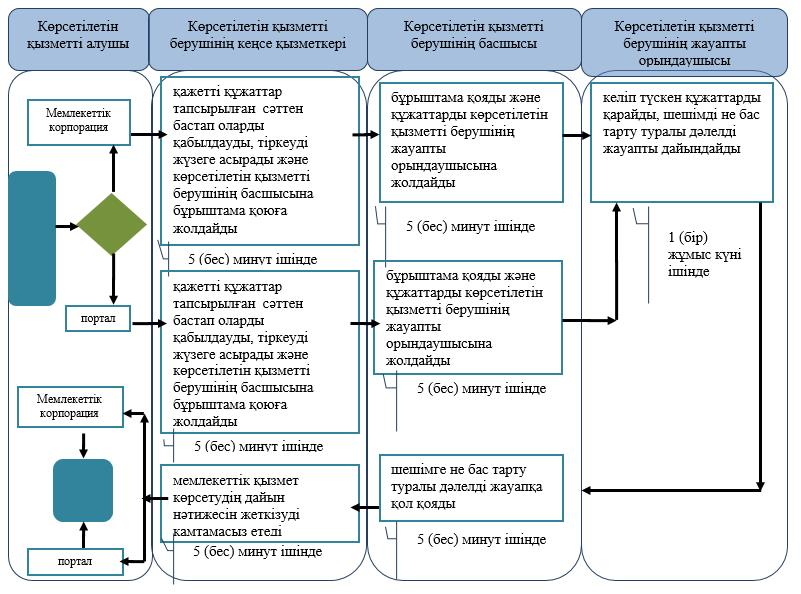 Көрсетілетін
қызметті алушы
Көрсетілетін қызметті
берушінің кеңсе қызметкері
Көрсетілетін қызметті
берушінің басшысы
Көрсетілетін қызметті
берушінің жауапты
орындаушысы
Мемлекеттік
корпорация
портал
Мемлекеттік
корпорация
портал
қажетті құжаттар
тапсырылған сәттен
бастап оларды
қабылдауды, тіркеуді
жүзеге асырады және
көрсетілетін қызметті
берушінің басшысына
бұрыштама қоюға
жолдайды
5 (бес) минут ішінде
қажетті құжаттар
тапсырылған сәттен
бастап оларды
қабылдауды, тіркеуді
жүзеге асырады және
көрсетілетін қызметті
берушінің басшысына
бұрыштама қоюға
жолдайды
5 (бес) минут ішінде
мемлекеттік қызмет
көрсетудің дайын
нәтижесін жеткізуді
қамтамасыз етеді
5 (бес) минут ішінде
бұрыштама қояды және
құжаттарды көрсетілетін
қызметті берушінің
жауапты
орындаушысына
жолдайды
5 (бес) минут ішінде
бұрыштама қояды және
құжаттарды көрсетілетін
қызметті берушінің
жауапты
орындаушысына
жолдайды
5 (бес) минут ішінде
шешімге не бас тарту
туралы дәлелді жауапқа
қол қояды
5 (бес) минут ішінде
келіп түскен құжаттарды
қарайды, шешімді не бас
тарту туралы дәлелді
жауапты дайындайды
1 (бір)
жұмыс күні
ішінде